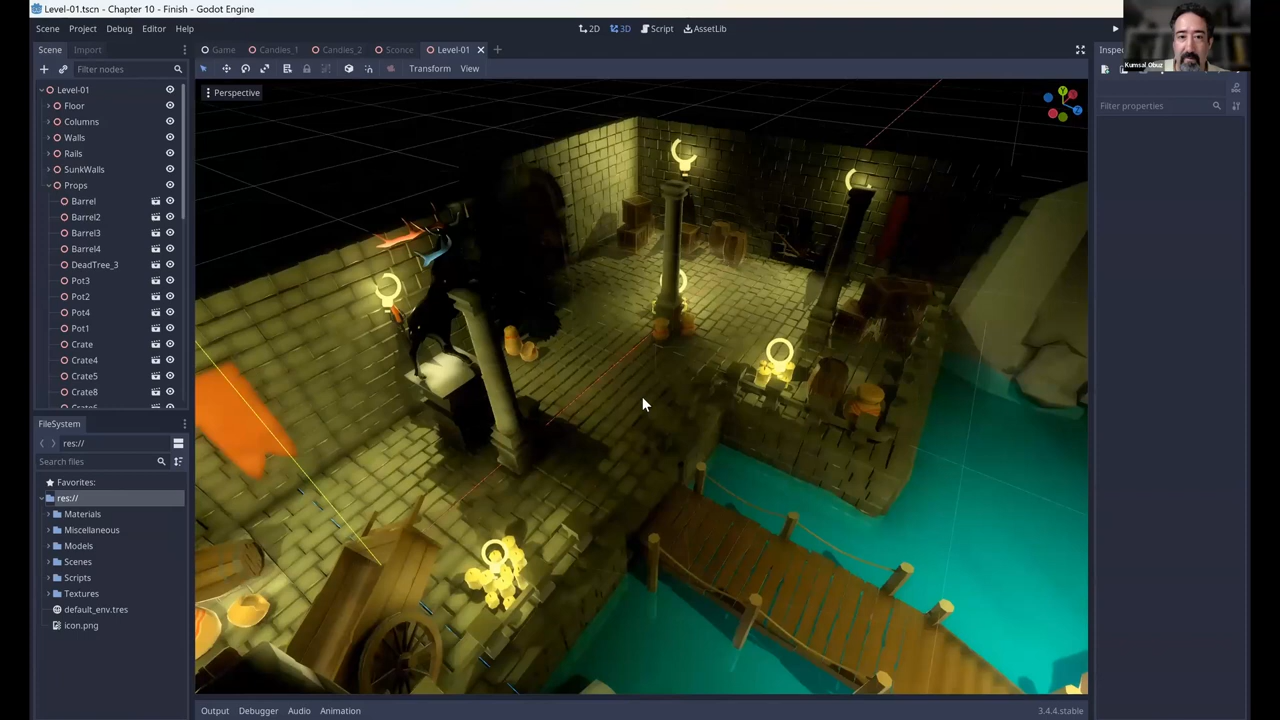 Level-01.tscn - Chapter 10 - Finish - Godot Engine
Scene Project Debug Editor Help
2D 3D Script AssetLib
Kumsal Obuz
Scene Import
Game Candles_1 Candles_2 Sconce Level-01
Filter nodes
Transform View
Perspective
Filter properties
Level-01
Floor
Columns
Walls
Rails
SunkWalls
Props
Barrel
Barrel2
Barrel3
Barrel4
DeadTree_3
Pot3
Pot2
Pot4
Pot1
Crate
Crate4
Crate5
Crate8
FileSystem
res://
Search files
Favorites:
res://
Materials
Miscellaneous
Models
Scenes
Scripts
Textures
default_env.tres
icon.png
Output Debugger Audio Animation
3.4.4.stable